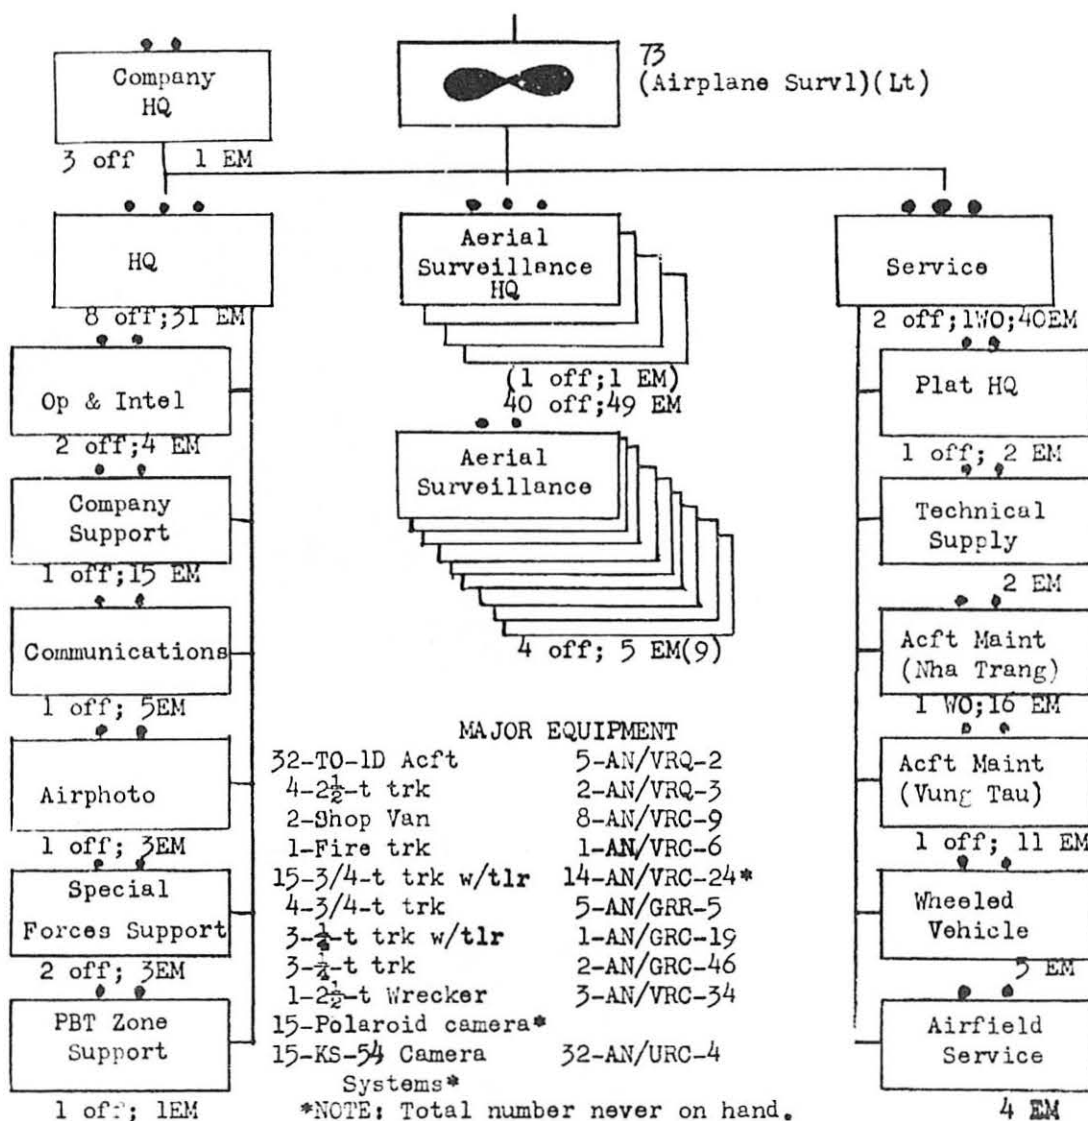 Company
HQ
3 off 1 EM
73
(Airplane Survl)(Lt)
HQ
8 off;31 EM
Op & Intel
2 off;4 EM
Company
Support
1 off;15 EM
Communications
1 off; 5EM
Airphoto
1 off; 3EM
Special
Forces Support
2 off; 3EM
PBT Zone
Support
1 off; 1EM
Aerial
Surveillance
HQ
(1 off;1 EM)
40 off;49 EM
Aerial
Surveillance
4 off; 5 EM(9)
Service
2 off;1WO;40EM
Plat HQ
1 off; 2 EM
Technical
Supply
2 EM
Acft Maint
(Nha Trang)
1 WO;16 EM
Acft Maint
(Vung Tau)
1 off; 11 EM
Wheeled
Vehicle
5 EM
Airfield
Service
4 EM
MAJOR EQUIPMENT
32-TO-1D Acft 5-AN/VRQ-2
4-2½-t trk 2-AN/VRQ-3
2-Shop Van 8-AN/VRC-9
1-Fire trk 1-AN/VRC-6
15-3/4-t trk w/tlr 14-AN/VRC-24*
4-3/4-t trk 5-AN/GRR-5
t trk w/tlr 1-AN/GRC-19
t trk 2-AN/GRC-46
1-2½-t Wrecker 3-AN/VRC-34
15-Polaroid camera*
15-KS-54 Camera 32-AN/URC-4
Systems*
*NOTE: Total number never on hand.